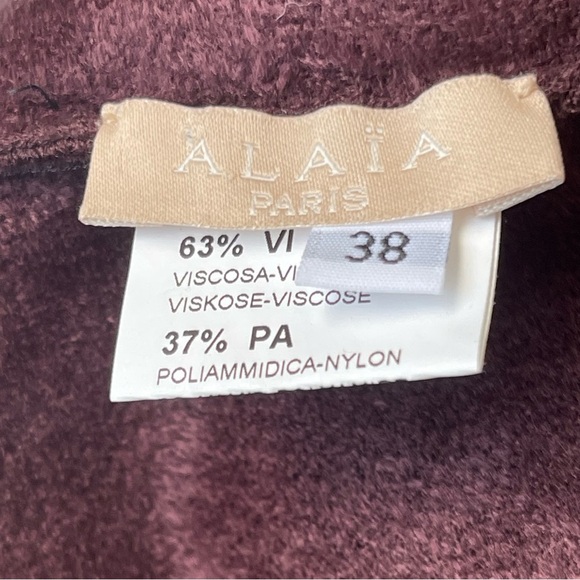 ALAÏA
PARIS
63% VI
38
VISCOSA-VI
VISKOSE-VISCOSE
37% PA
POLIAMMIDICA-NYLON